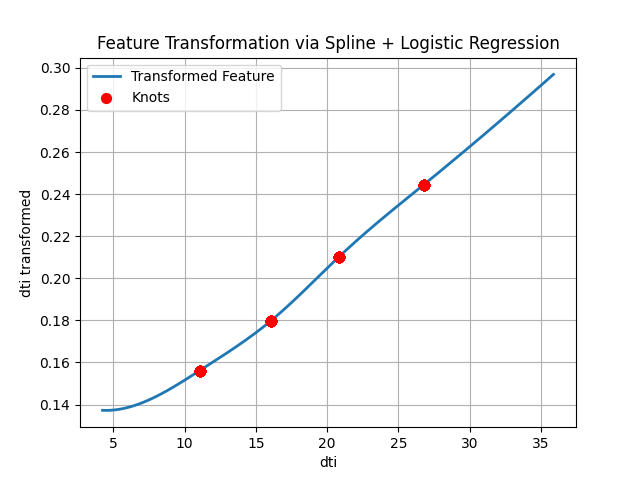 Feature Transformation via Spline + Logistic Regression
Transformed Feature
Knots
0.30
0.28
0.26
0.24
0.22
0.20
0.18
0.16
0.14
dti transformed
5 10 15 20 25 30 35
dti